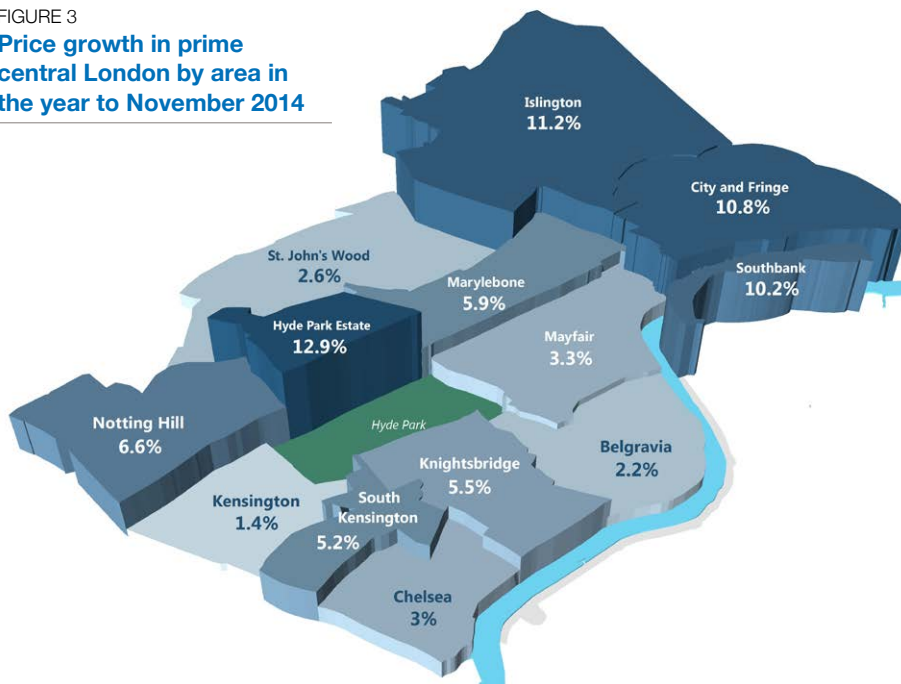 FIGURE 3
Price growth in prime
central London by area in
the year to November 2014
Islington
11.2%
City and Fringe
10.8%
St. John's Wood
2.6%
Marylebone
5.9%
Southbank
10.2%
Hyde Park Estate
12.9%
Mayfair
3.3%
Notting Hill
6.6%
Hyde Park
Belgravia
2.2%
Knightsbridge
5.5%
Kensington
1.4%
South
Kensington
5.2%
Chelsea
3%